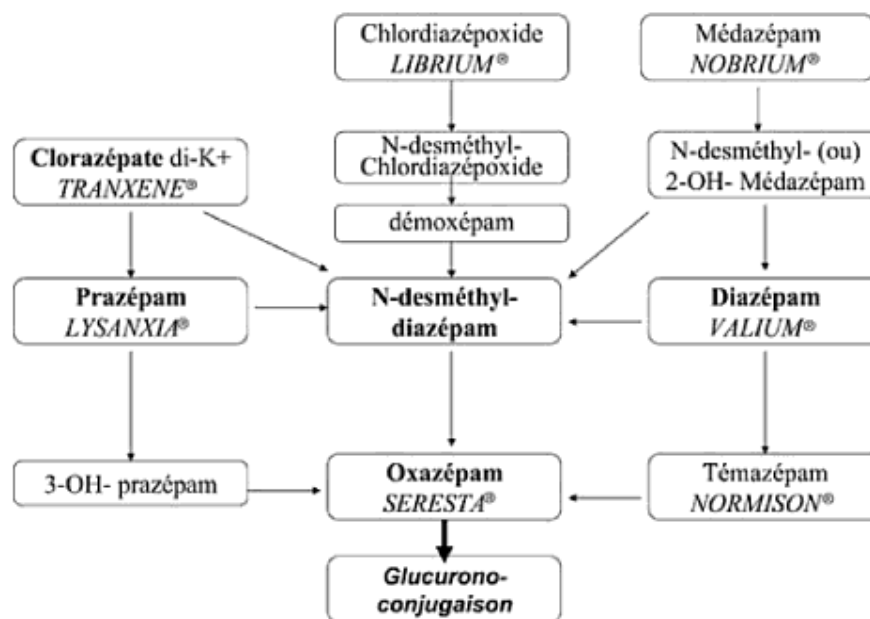 Chlordiazépoxide
LIBRIUM®
Médazépam
NOBRIUM®
Clorazépate di-K+
TRANXENE®
N-desméthyl-
Chlordiazépoxide
N-desméthyl- (ou)
2-OH- Médazépam
démoxépam
Prazépam
LYSANXIA®
N-desméthyl-
diazépam
Diazépam
VALIUM®
3-OH- prazépam
Oxazépam
SERESTA®
Témazépam
NORMISON®
Glucurono-
conjugaison